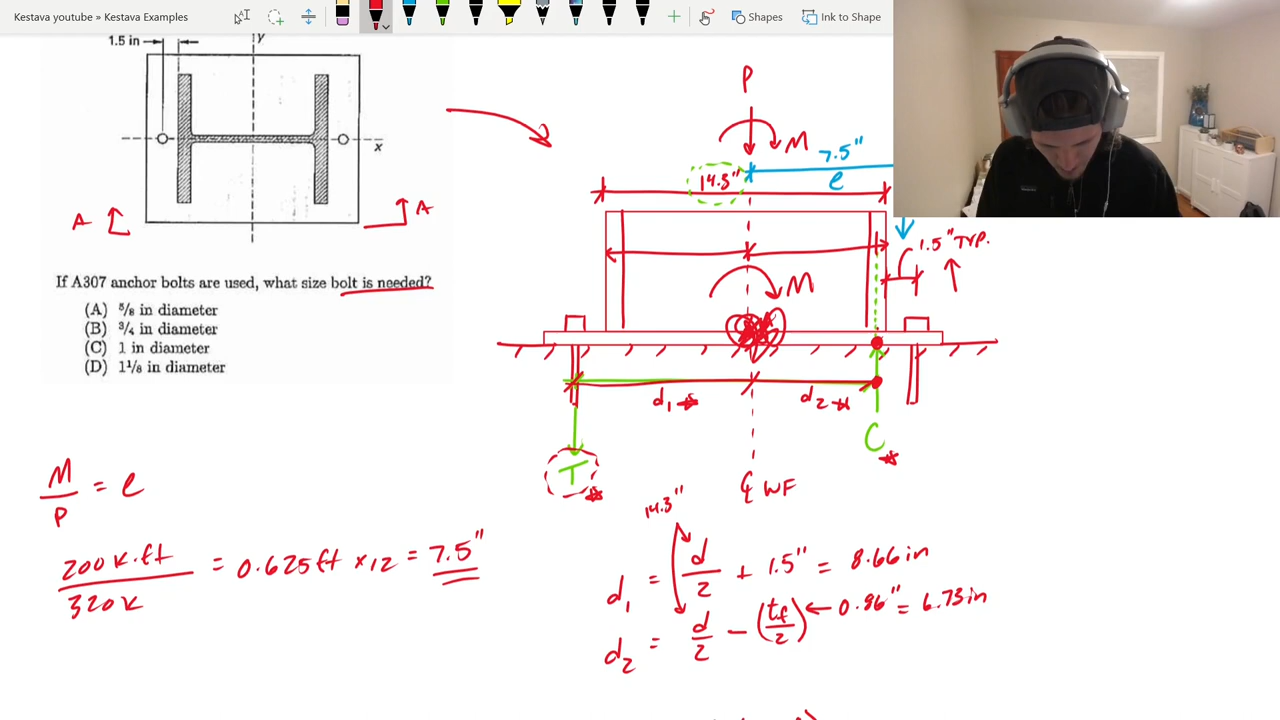 Kestava youtube » Kestava Examples
Shapes
Ink to Shape
1.5 in
y
x
A
A
If A307 anchor bolts are used, what size bolt is needed?
(A) 5/8 in diameter
(B) 3/4 in diameter
(C) 1 in diameter
(D) 1 1/8 in diameter
P
M
7.5"
14.3"
e
1.5" TYP.
M
d1
d2
T
C
℄ WF
M/P = e
200 k·ft / 320 k = 0.625 ft x 12 = 7.5"
14.3"
d1 = d/2 + 1.5" = 8.66 in
d2 = d/2 - (tf/2) ← 0.86" = 6.73 in